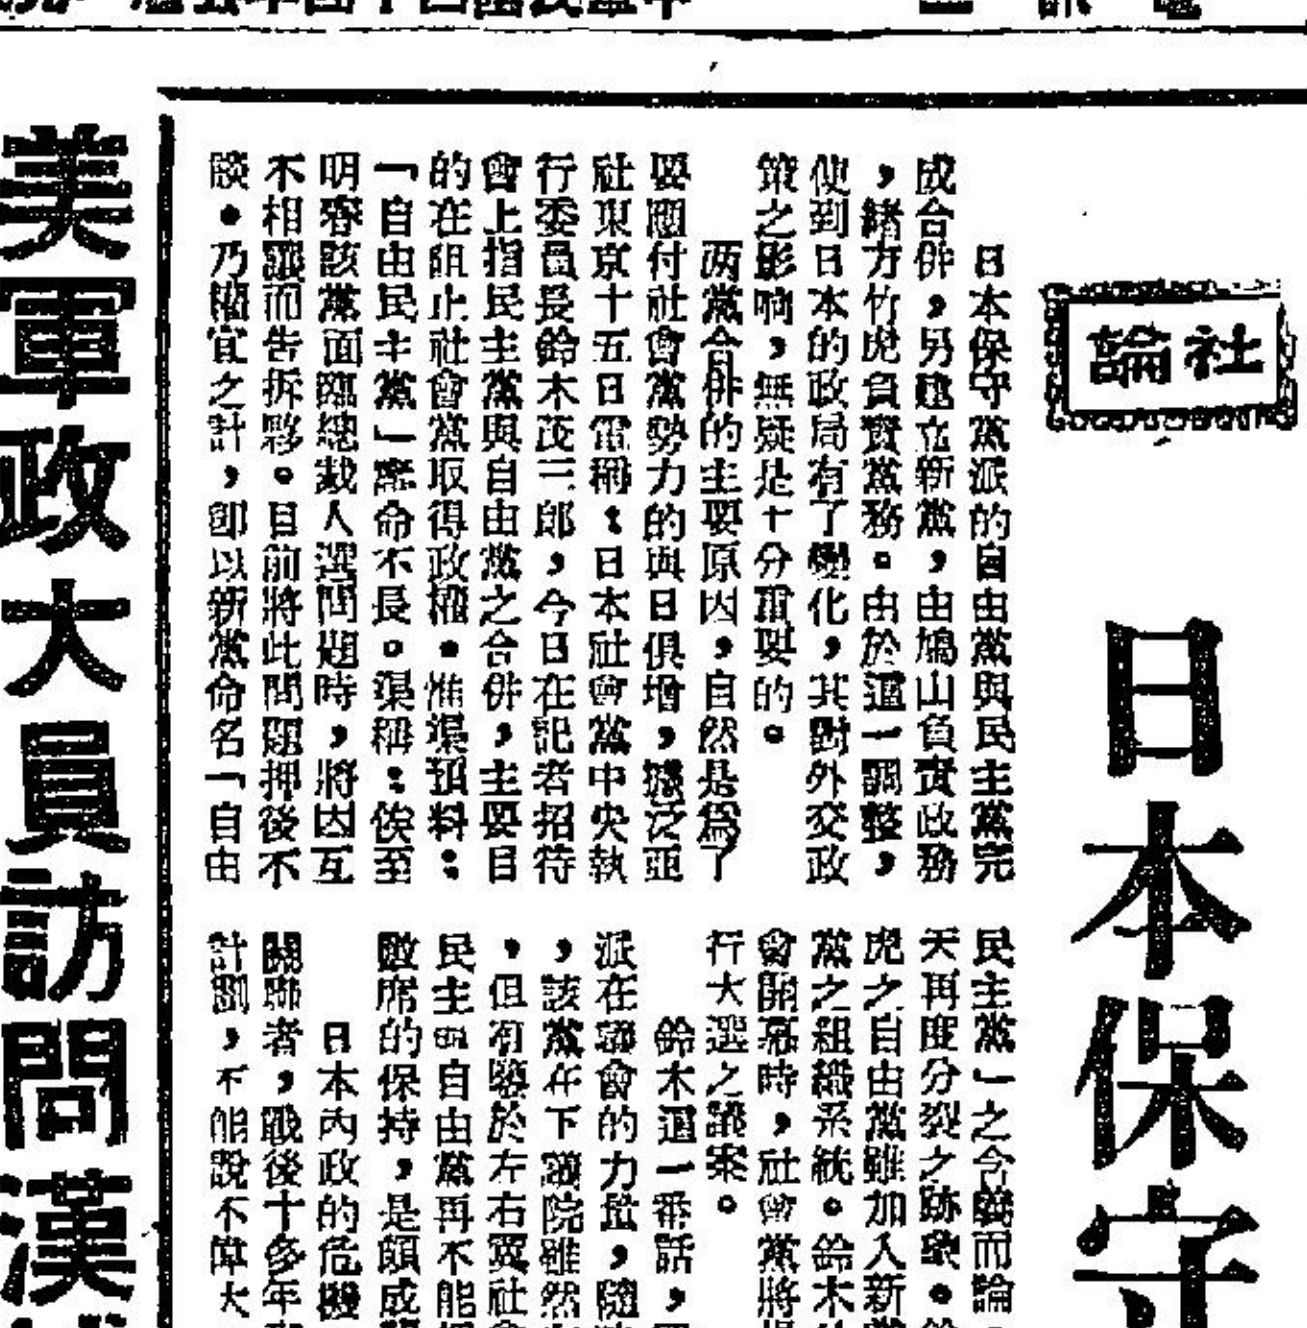 社論
日本保守
日本保守黨派的自由黨與民主黨完
成合併，另建立新黨，由鳩山負責政務
，緒方竹虎負責黨務。由於這一調整，
使到日本的政局有了變化，其對外交政
策之影响，無疑是十分重要的。
两黨合併的主要原因，自然是為了
要應付社會黨勢力的與日俱增，據泛亞
社東京十五日電稱：日本社會黨中央執
行委員長鈴木茂三郎，今日在記者招待
會上指民主黨與自由黨之合併，主要目
的在阻止社會黨取得政權。惟渠預料：
「自由民主黨」寿命不長。渠稱：俟至
明春該黨面臨總裁人選問題時，將因互
不相讓而告拆夥。目前將此問題押後不
談。乃權宜之計，卽以新黨命名「自由
民主黨」之含義而論
天再度分裂之跡象。
虎之自由黨雖加入新
黨之組織系統。鈴木
會開幕時，社會黨將
行大選之議案。
鈴木這一番話，
派在議會的力量，隨
，該黨在下議院雖然
，但有鑒於左右翼社會
民主 自由黨再不能
敵席的保持，是頗成
日本內政的危機
關聯者，戰後十多年
計劃，不能說不偉大
美軍政大員訪問漢